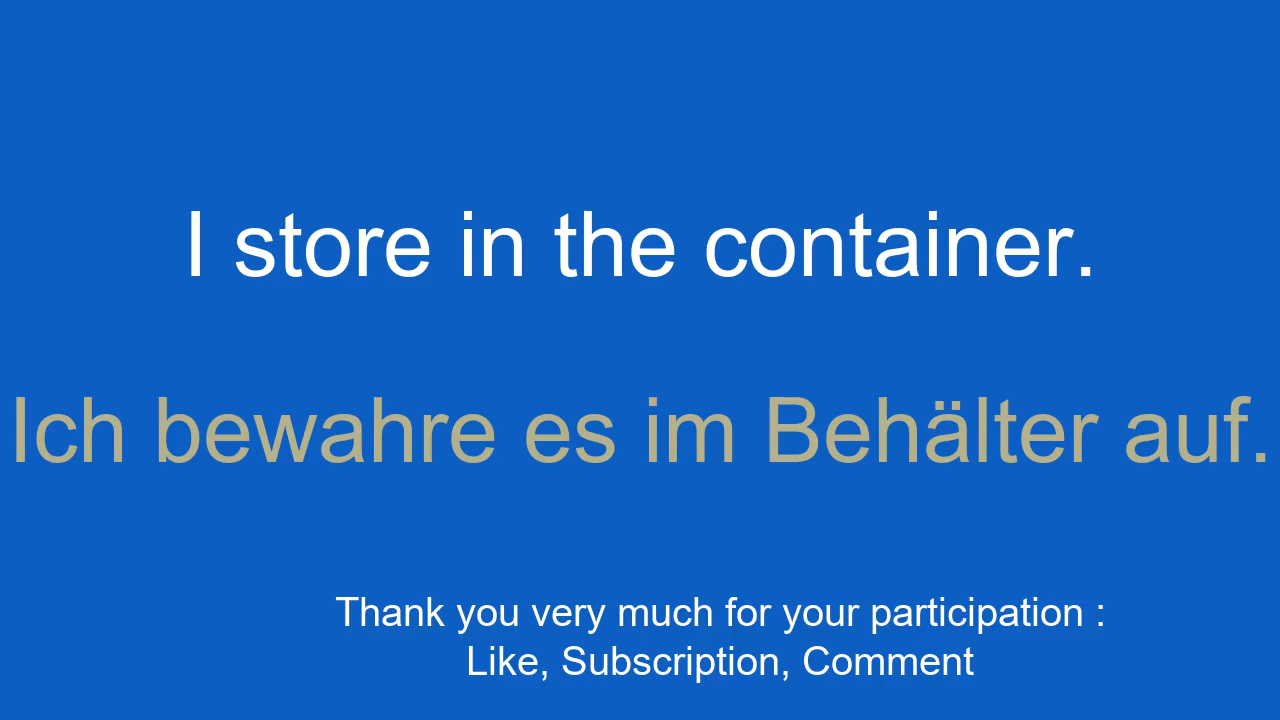 I store in the container.
Ich bewahre es im Behälter auf.
Thank you very much for your participation :
Like, Subscription, Comment